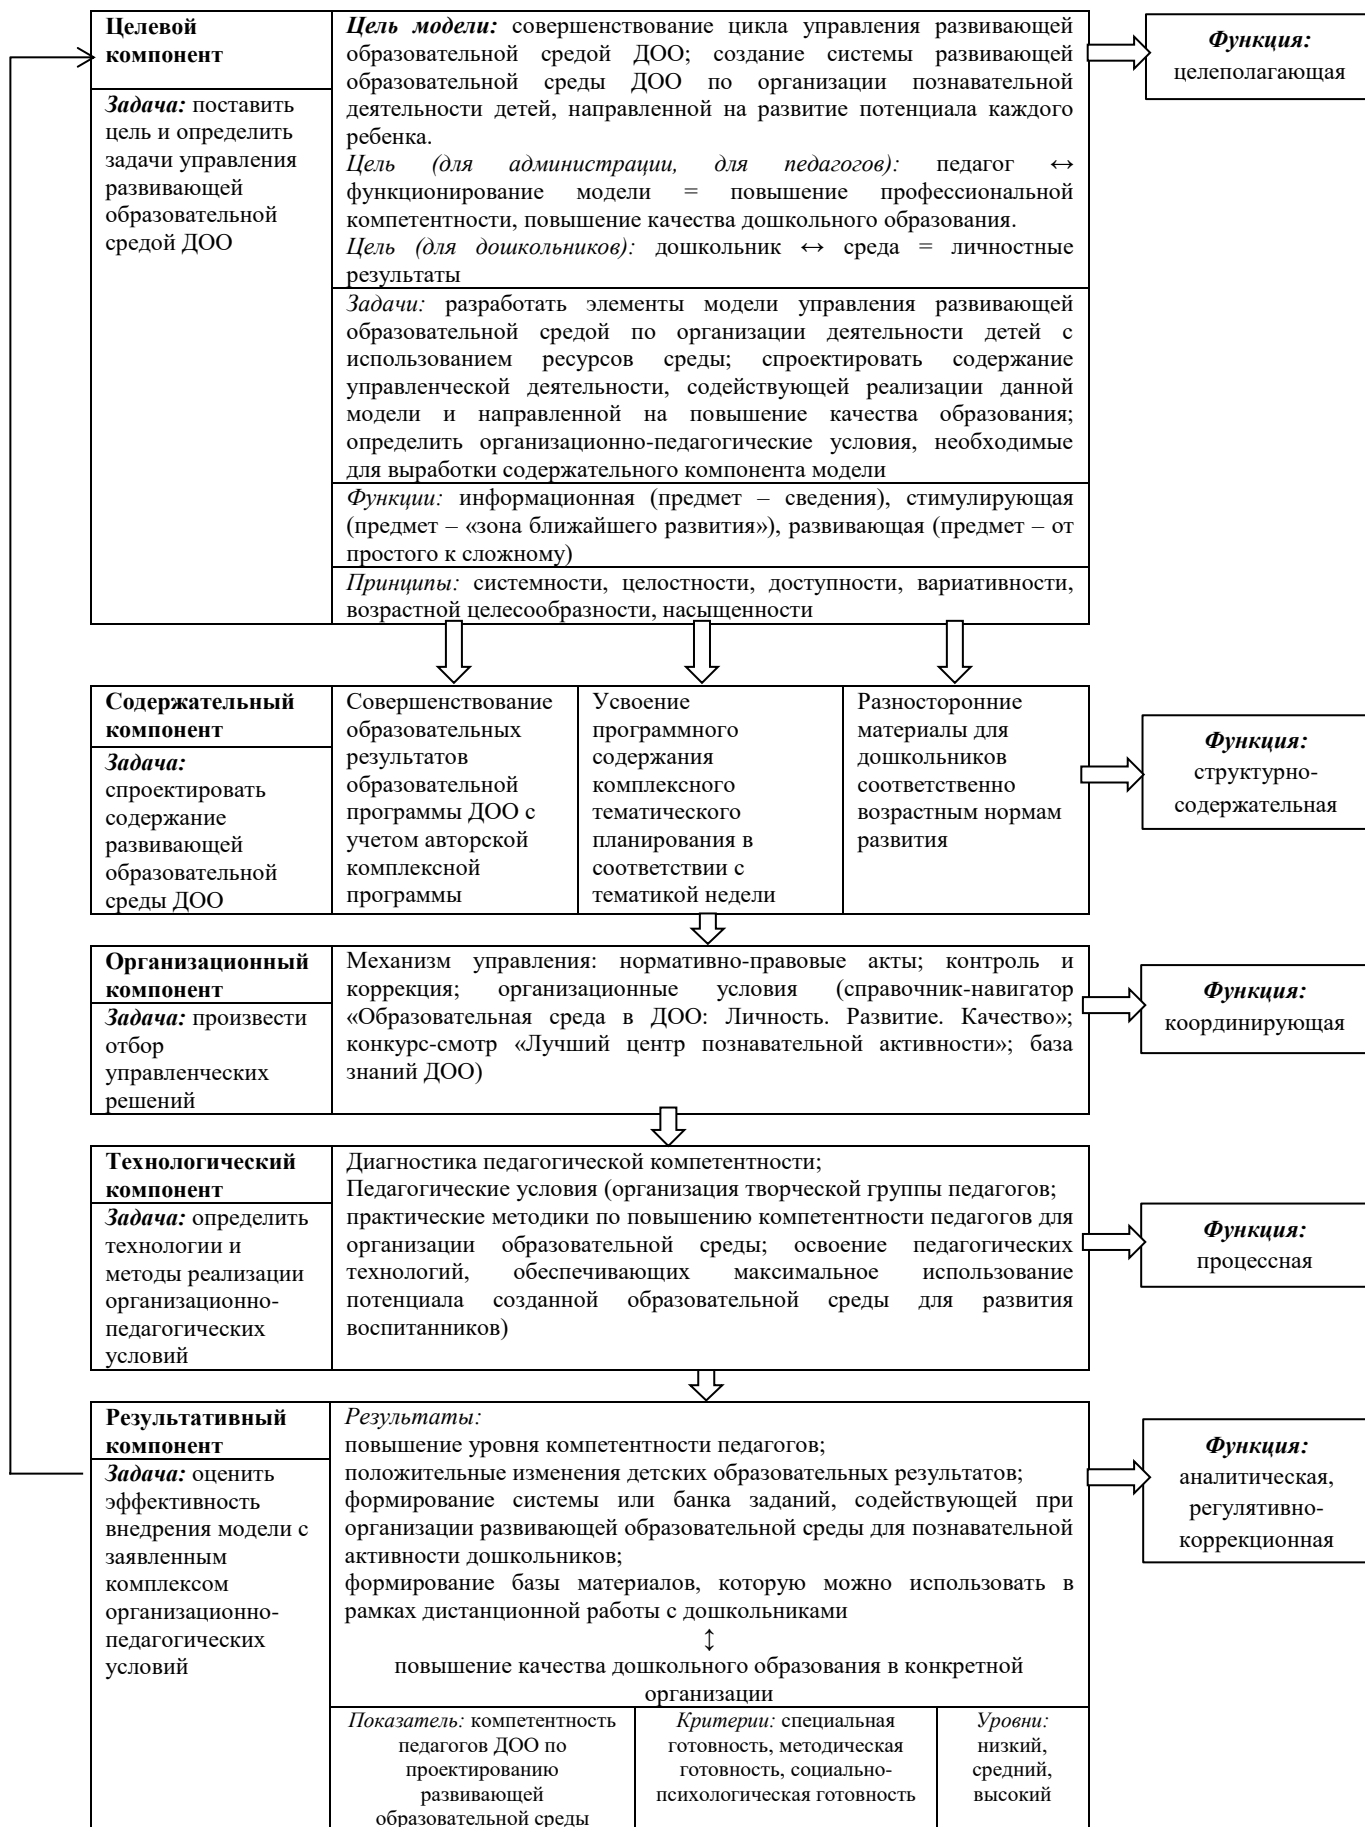 Целевой
компонент
Задача: поставить
цель и определить
задачи управления
развивающей
образовательной
средой ДОО
Цель модели: совершенствование цикла управления развивающей
образовательной средой ДОО; создание системы развивающей
образовательной среды ДОО по организации познавательной
деятельности детей, направленной на развитие потенциала каждого
ребенка.
Цель (для администрации, для педагогов): педагог ↔
функционирование модели = повышение профессиональной
компетентности, повышение качества дошкольного образования.
Цель (для дошкольников): дошкольник ↔ среда = личностные
результаты
Задачи: разработать элементы модели управления развивающей
образовательной средой по организации деятельности детей с
использованием ресурсов среды; спроектировать содержание
управленческой деятельности, содействующей реализации данной
модели и направленной на повышение качества образования;
определить организационно-педагогические условия, необходимые
для выработки содержательного компонента модели
Функции: информационная (предмет – сведения), стимулирующая
(предмет – «зона ближайшего развития»), развивающая (предмет – от
простого к сложному)
Принципы: системности, целостности, доступности, вариативности,
возрастной целесообразности, насыщенности
Функция:
целеполагающая
Содержательный
компонент
Задача:
спроектировать
содержание
развивающей
образовательной
среды ДОО
Совершенствование
образовательных
результатов
образовательной
программы ДОО с
учетом авторской
комплексной
программы
Усвоение
программного
содержания
комплексного
тематического
планирования в
соответствии с
тематикой недели
Разносторонние
материалы для
дошкольников
соответственно
возрастным нормам
развития
Функция:
структурно-
содержательная
Организационный
компонент
Задача: произвести
отбор
управленческих
решений
Механизм управления: нормативно-правовые акты; контроль и
коррекция; организационные условия (справочник-навигатор
«Образовательная среда в ДОО: Личность. Развитие. Качество»;
конкурс-смотр «Лучший центр познавательной активности»; база
знаний ДОО)
Функция:
координирующая
Технологический
компонент
Задача: определить
технологии и
методы реализации
организационно-
педагогических
условий
Диагностика педагогической компетентности;
Педагогические условия (организация творческой группы педагогов;
практические методики по повышению компетентности педагогов для
организации образовательной среды; освоение педагогических
технологий, обеспечивающих максимальное использование
потенциала созданной образовательной среды для развития
воспитанников)
Функция:
процессная
Результативный
компонент
Задача: оценить
эффективность
внедрения модели с
заявленным
комплексом
организационно-
педагогических
условий
Результаты:
повышение уровня компетентности педагогов;
положительные изменения детских образовательных результатов;
формирование системы или банка заданий, содействующей при
организации развивающей образовательной среды для познавательной
активности дошкольников;
формирование базы материалов, которую можно использовать в
рамках дистанционной работы с дошкольниками
↕
повышение качества дошкольного образования в конкретной
организации
Показатель: компетентность
педагогов ДОО по
проектированию
развивающей
образовательной среды
Критерии: специальная
готовность, методическая
готовность, социально-
психологическая готовность
Уровни:
низкий,
средний,
высокий
Функция:
аналитическая,
регулятивно-
коррекционная